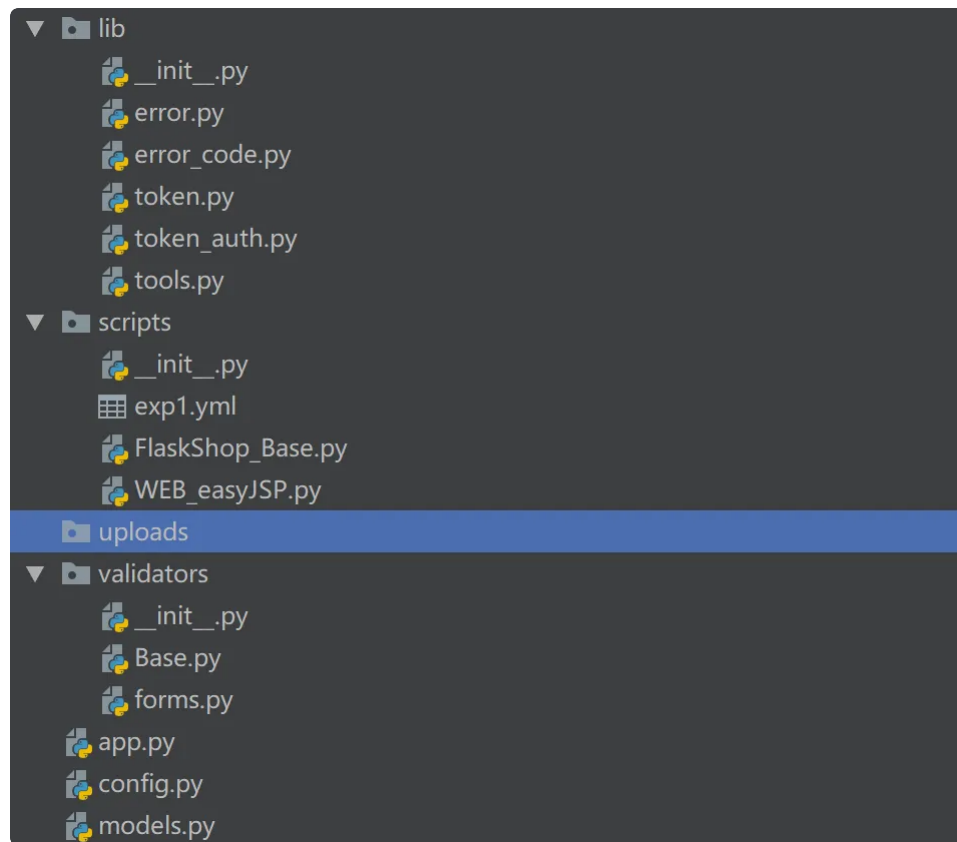 lib
__init__.py
error.py
error_code.py
token.py
token_auth.py
tools.py
scripts
__init__.py
exp1.yml
FlaskShop_Base.py
WEB_easyJSP.py
uploads
validators
__init__.py
Base.py
forms.py
app.py
config.py
models.py